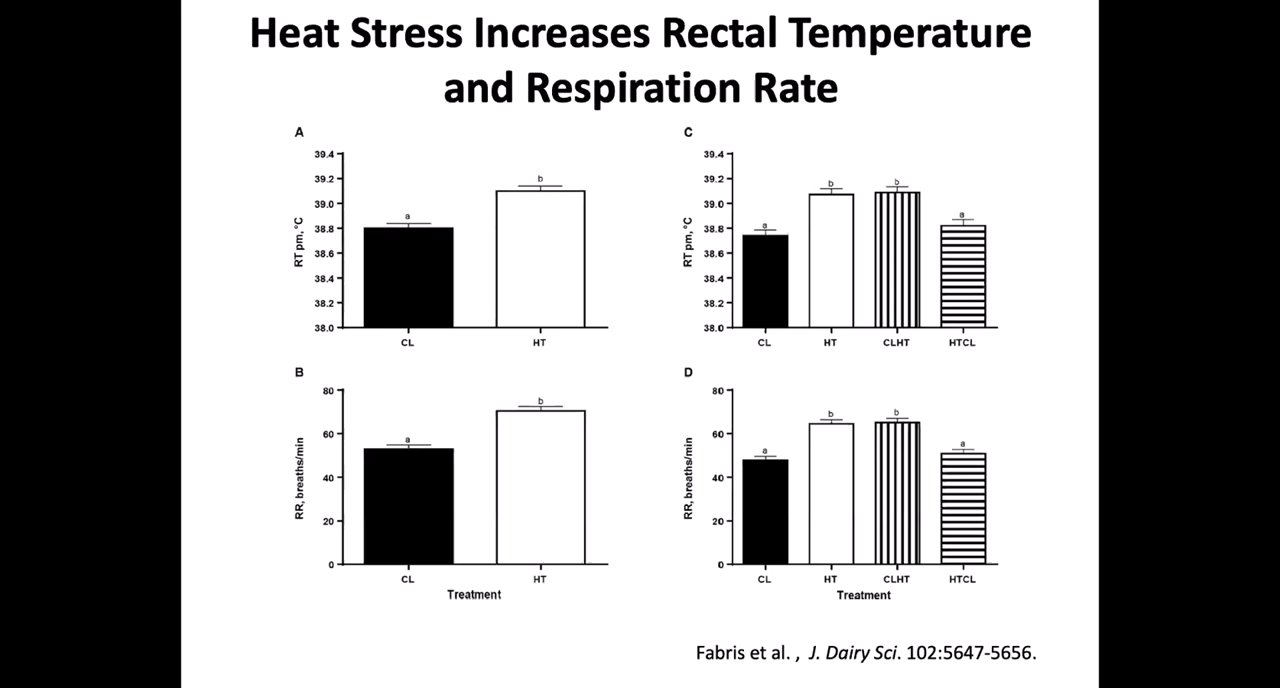 Heat Stress Increases Rectal Temperature
and Respiration Rate
A
39.4
39.2
39.0
38.8
38.6
38.4
38.2
38.0
RT pm, °C
a
b
CL
HT
C
39.4
39.2
39.0
38.8
38.6
38.4
38.2
38.0
RT pm, °C
a
b
b
a
CL
HT
CLHT
HTCL
B
80
60
40
20
0
RR, breaths/min
a
b
CL
HT
Treatment
D
80
60
40
20
0
RR, breaths/min
a
b
b
a
CL
HT
CLHT
HTCL
Treatment
Fabris et al. , J. Dairy Sci. 102:5647-5656.